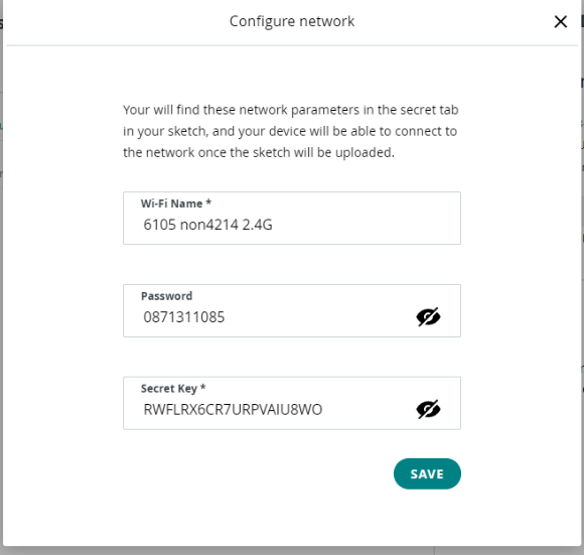 Configure network
Your will find these network parameters in the secret tab
in your sketch, and your device will be able to connect to
the network once the sketch will be uploaded.
Wi-Fi Name *
6105 non4214 2.4G
Password
0871311085
Secret Key *
RWFLRX6CR7URPVAIU8WO
SAVE